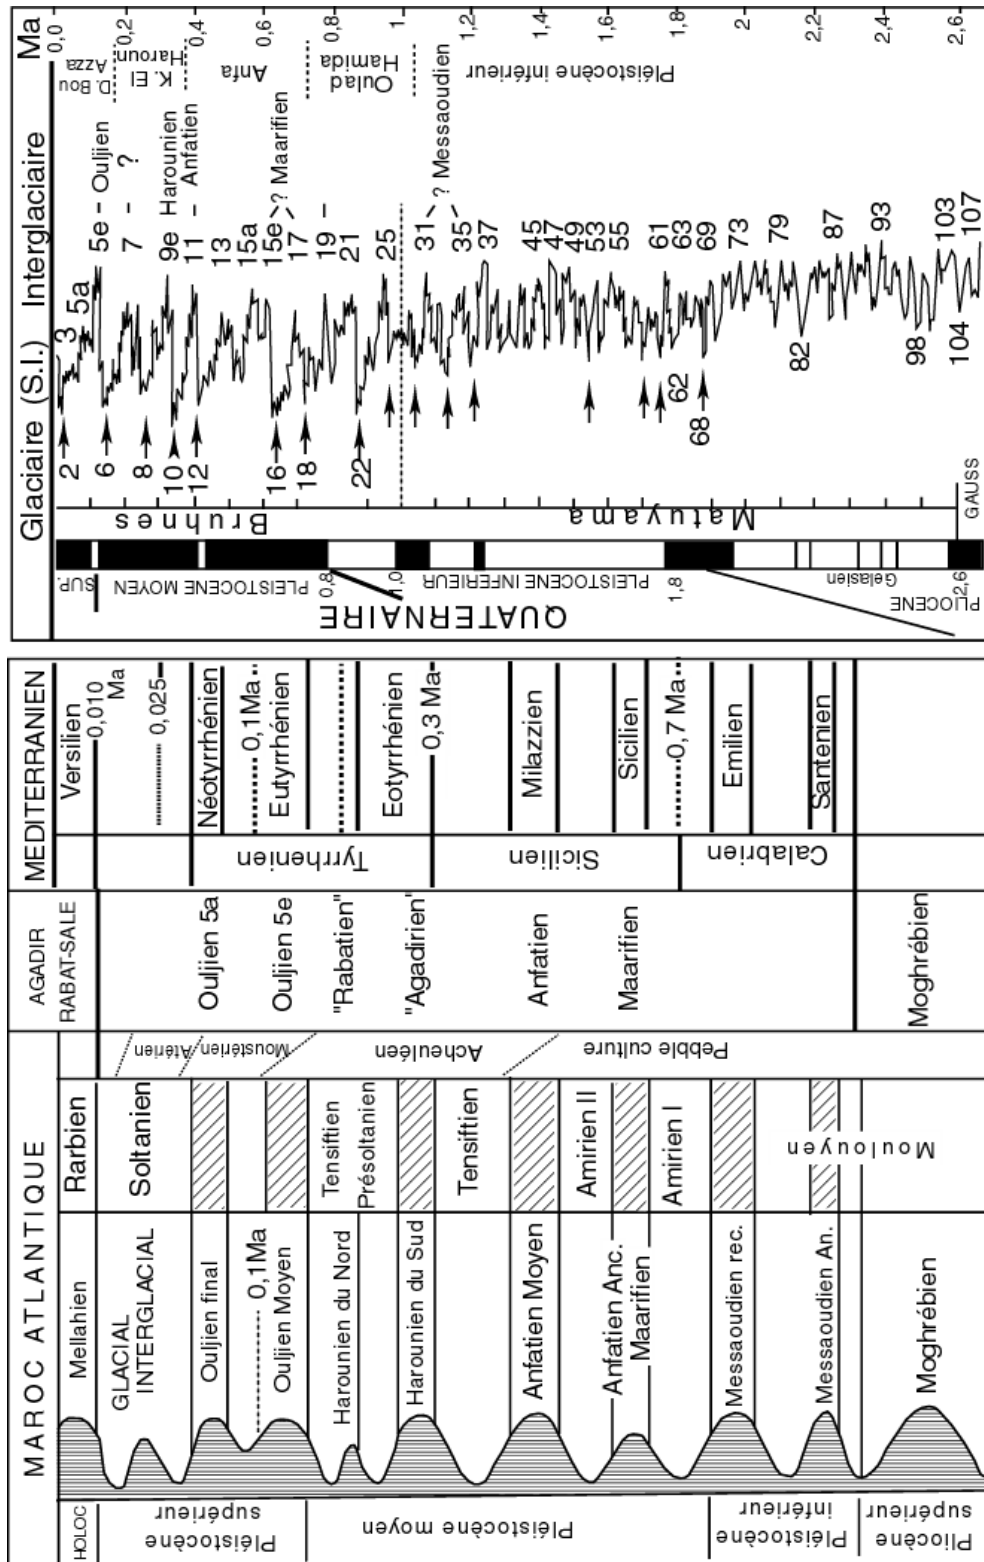 MAROC ATLANTIQUE
AGADIR
RABAT-SALE
MEDITERRANIEN
HOLOC
Pléistocène
supérieur
Pléistocène moyen
Pléistocène
inférieur
Pliocène
supérieur
Mellahien
GLACIAL
INTERGLACIAL
Ouljien final
0,1Ma
Ouljien Moyen
Harounien du Nord
Harounien du Sud
Anfatien Moyen
Anfatien Anc.
Maarifien
Messaoudien rec.
Messaoudien An.
Moghrébien
Rarbien
Soltanien
Tensiftien
Présoltanien
Tensiftien
Amirien II
Amirien I
Moulouyen
Atérien
Moustérien
Acheuléen
Pebble culture
Ouljien 5a
Ouljien 5e
"Rabatien"
"Agadirien"
Anfatien
Maarifien
Moghrébien
Tyrrhenien
Sicilien
Calabrien
Versilien
0,010
Ma
0,025
Néotyrrhénien
0,1Ma
Eutyrrhénien
Eotyrrhénien
0,3 Ma
Milazzien
Sicilien
0,7 Ma
Emilien
Santenien
Glaciaire (S.I.) Interglaciaire Ma
QUATERNAIRE
SUP.
PLEISTOCENE MOYEN
0,8
1,0
PLEISTOCENE INFERIEUR
1,8
Gelasien
PLIOCENE
2,6
Bruhnes
Matuyama
GAUSS
2
6
8
10
12
16
18
22
62
68
82
98
104
3
5a
5e – Ouljien
7 – ?
9e Harounien
11 – Anfatien
13
15a
15e > ? Maarifien
17
19 –
21
25
31 > ? Messaoudien
35
37
45
47
49
53
55
61
63
69
73
79
87
93
103
107
D. Bou
Azza
K. El
Haroun
Anfa
Oulad
Hamida
Pléistocène inférieur
0,0
0,2
0,4
0,6
0,8
1
1,2
1,4
1,6
1,8
2
2,2
2,4
2,6